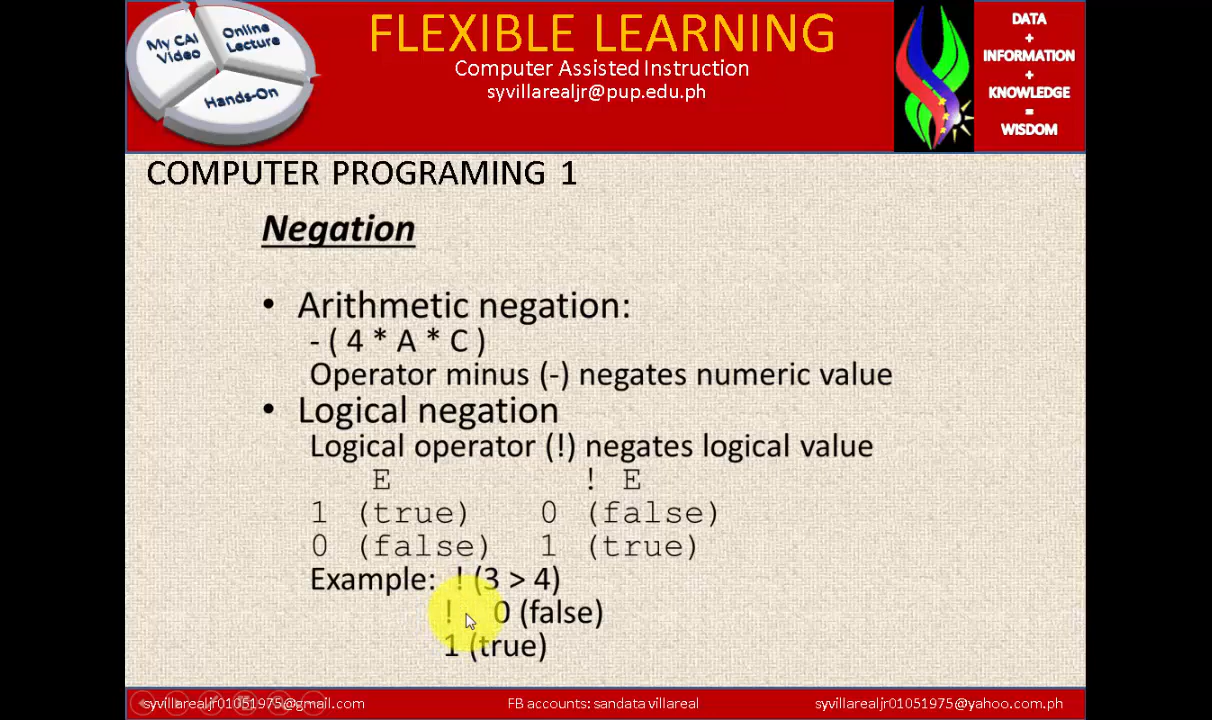 My CAI
Video
Online
Lecture
Hands-On
FLEXIBLE LEARNING
Computer Assisted Instruction
syvillarealjr@pup.edu.ph
DATA
+
INFORMATION
+
KNOWLEDGE
=
WISDOM
COMPUTER PROGRAMING 1
Negation
• Arithmetic negation:
- ( 4 * A * C )
Operator minus (-) negates numeric value
• Logical negation
Logical operator (!) negates logical value
E ! E
1 (true) 0 (false)
0 (false) 1 (true)
Example: ! (3 > 4)
! 0 (false)
1 (true)
syvillarealjr01051975@gmail.com
FB accounts: sandata villareal
syvillarealjr01051975@yahoo.com.ph